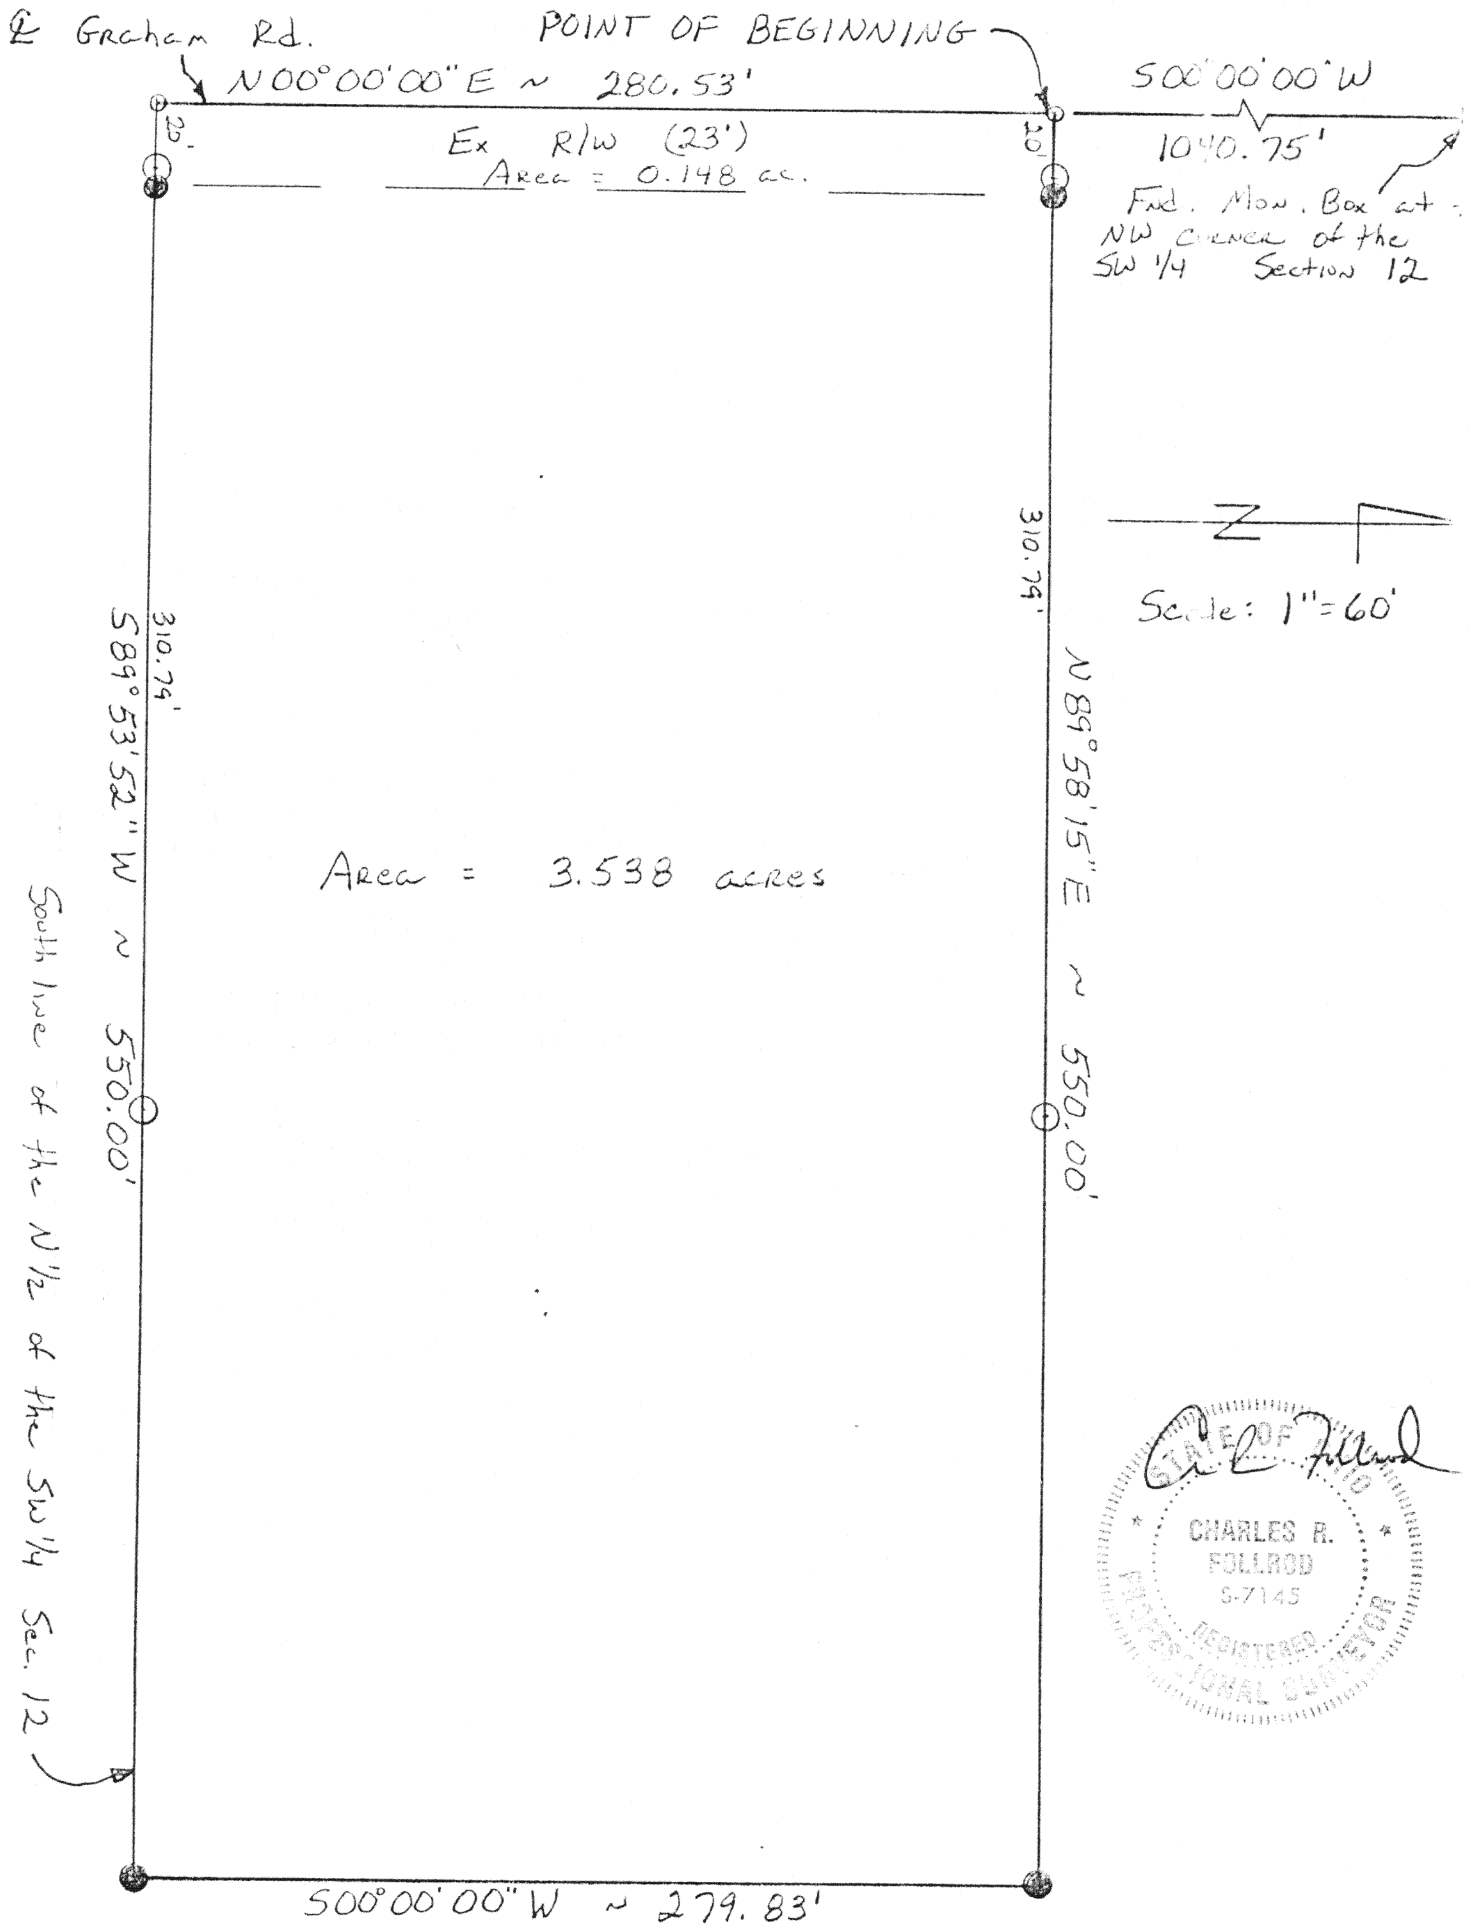 ℄ Graham Rd.
POINT OF BEGINNING
N00°00'00"E ~ 280.53'
S00°00'00"W
1040.75'
20'
Ex R/W (23')
Area = 0.148 ac.
20'
Fnd. Mon. Box at
NW corner of the
SW 1/4 Section 12
N
310.79'
Scale: 1"=60'
310.79'
S89°53'52"W ~ 550.00'
N89°58'15"E ~ 550.00'
Area = 3.538 acres
South line of the N 1/2 of the SW 1/4 Sec. 12
STATE OF OHIO
CHARLES R.
FOLLROD
S-7145
REGISTERED
PROFESSIONAL SURVEYOR
S00°00'00"W ~ 279.83'